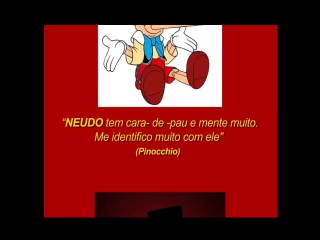 “NEUDO tem cara- de -pau e mente muito.
Me identifico muito com ele”
(Pinocchio)